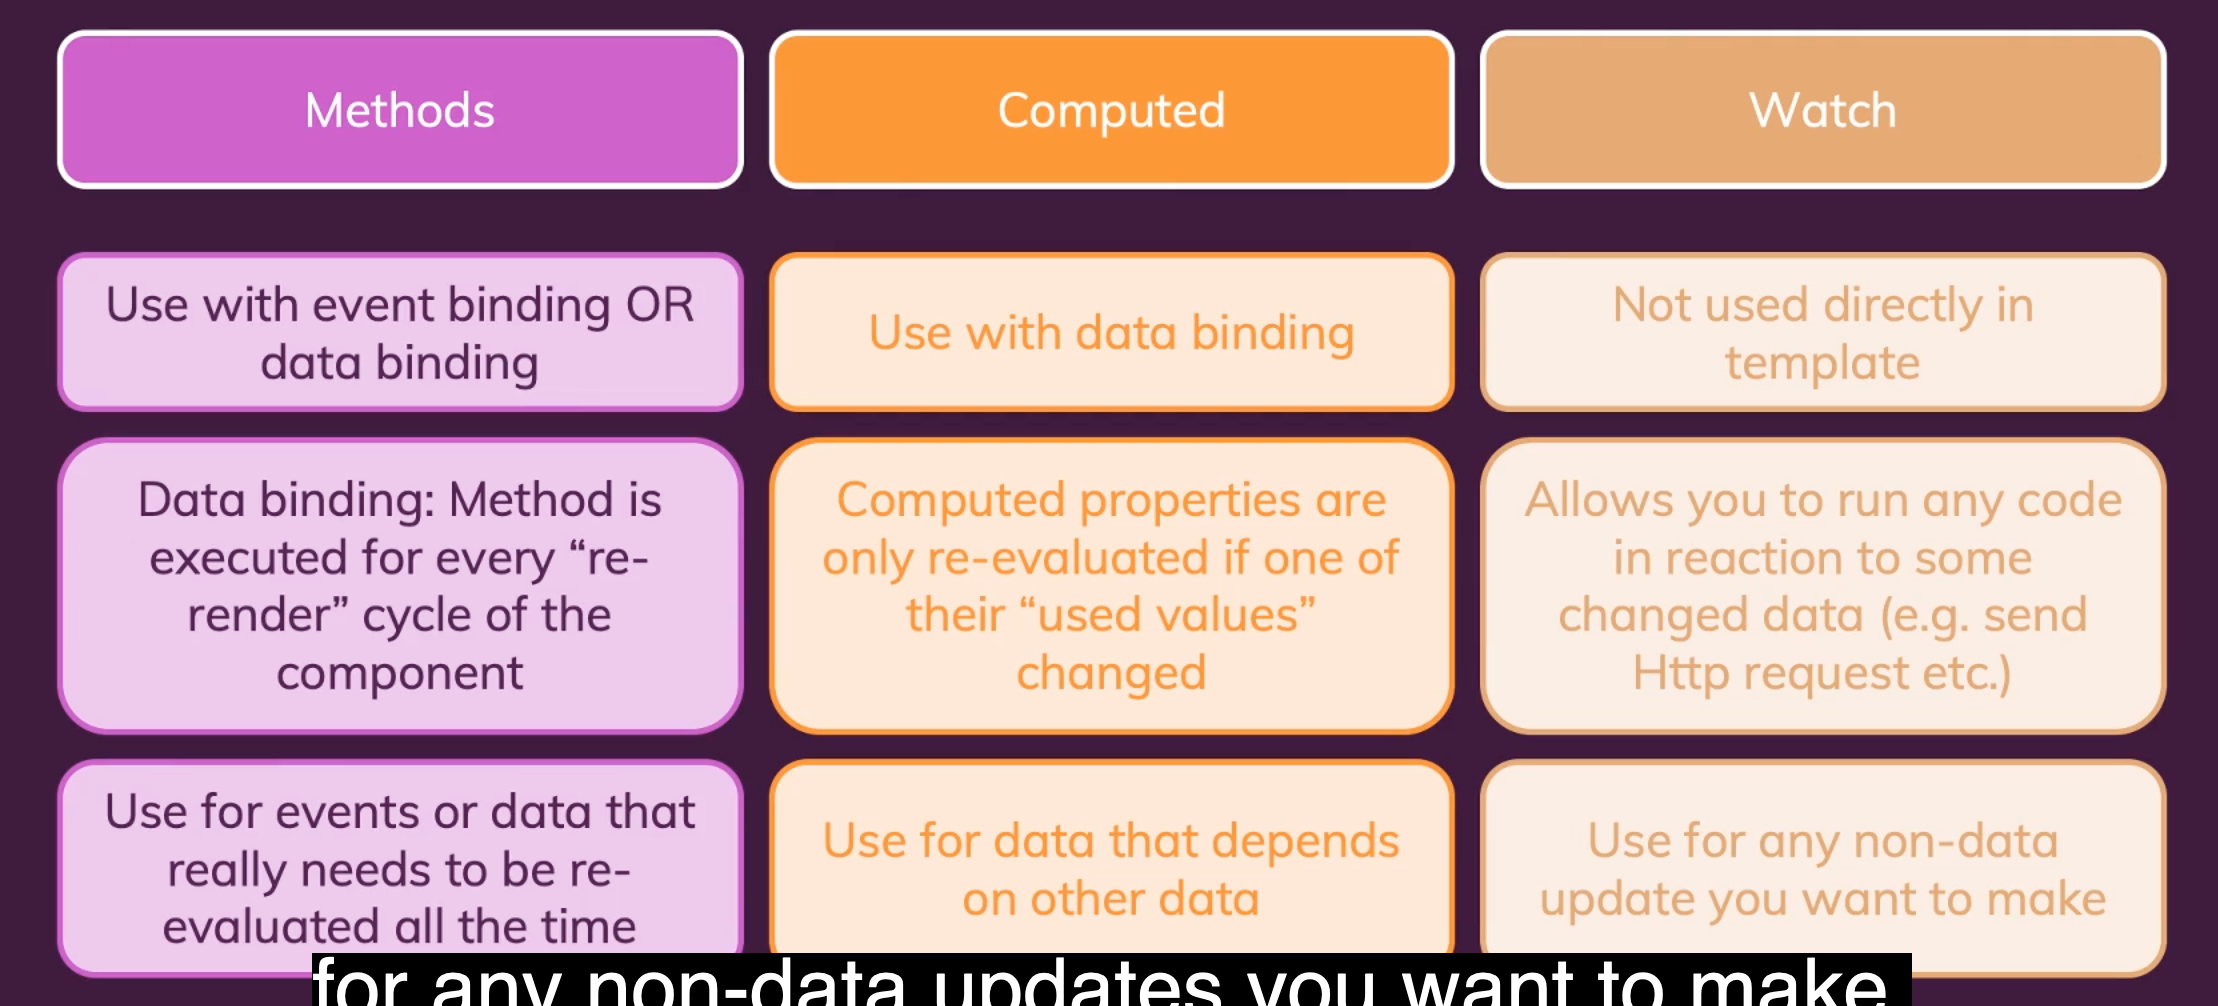 Methods
Computed
Watch
Use with event binding OR
data binding
Use with data binding
Not used directly in
template
Data binding: Method is
executed for every “re-
render” cycle of the
component
Computed properties are
only re-evaluated if one of
their “used values”
changed
Allows you to run any code
in reaction to some
changed data (e.g. send
Http request etc.)
Use for events or data that
really needs to be re-
evaluated all the time
Use for data that depends
on other data
Use for any non-data
update you want to make
for any non-data updates you want to make